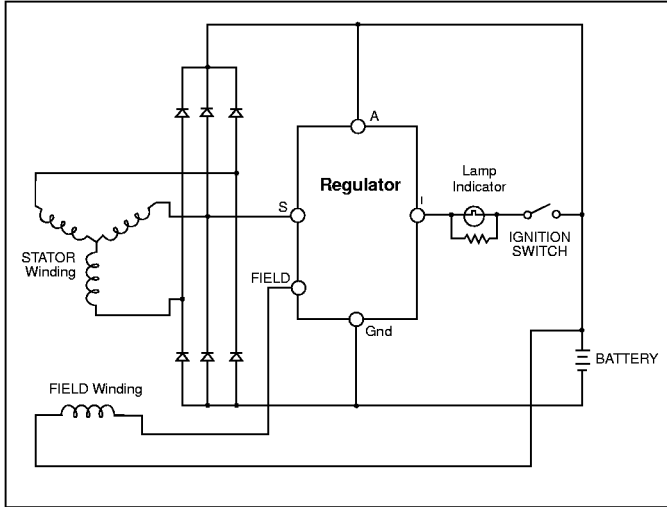 A
Regulator
Lamp
Indicator
S
I
IGNITION
SWITCH
STATOR
Winding
FIELD
Gnd
BATTERY
FIELD Winding